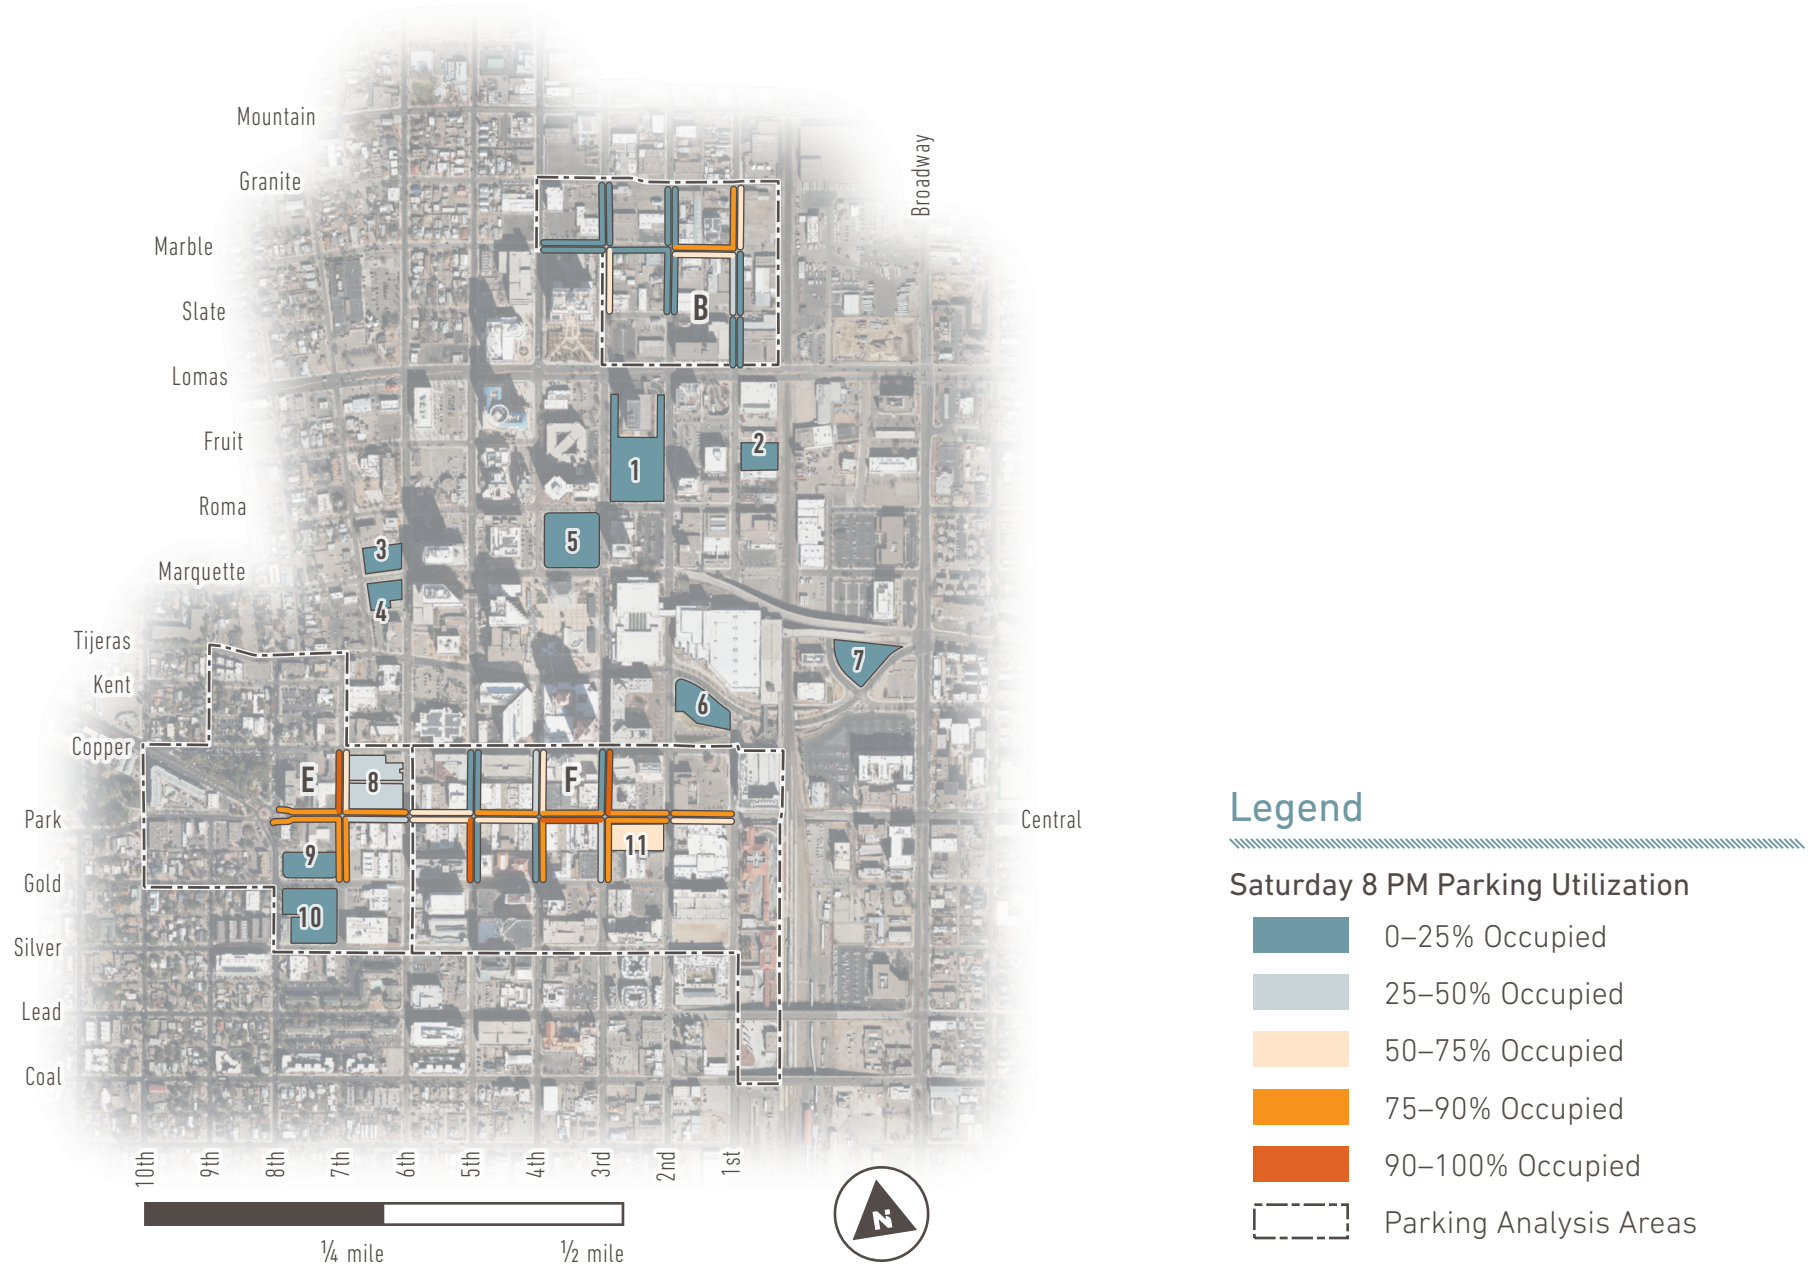 Mountain
Granite
Marble
Slate
Lomas
Fruit
Roma
Marquette
Tijeras
Kent
Copper
Park
Gold
Silver
Lead
Coal
Broadway
Central
B
1
2
5
3
4
7
6
E
8
F
9
11
10
10th
9th
8th
7th
6th
5th
4th
3rd
2nd
1st
¼ mile
½ mile
N
Legend
Saturday 8 PM Parking Utilization
0–25% Occupied
25–50% Occupied
50–75% Occupied
75–90% Occupied
90–100% Occupied
Parking Analysis Areas